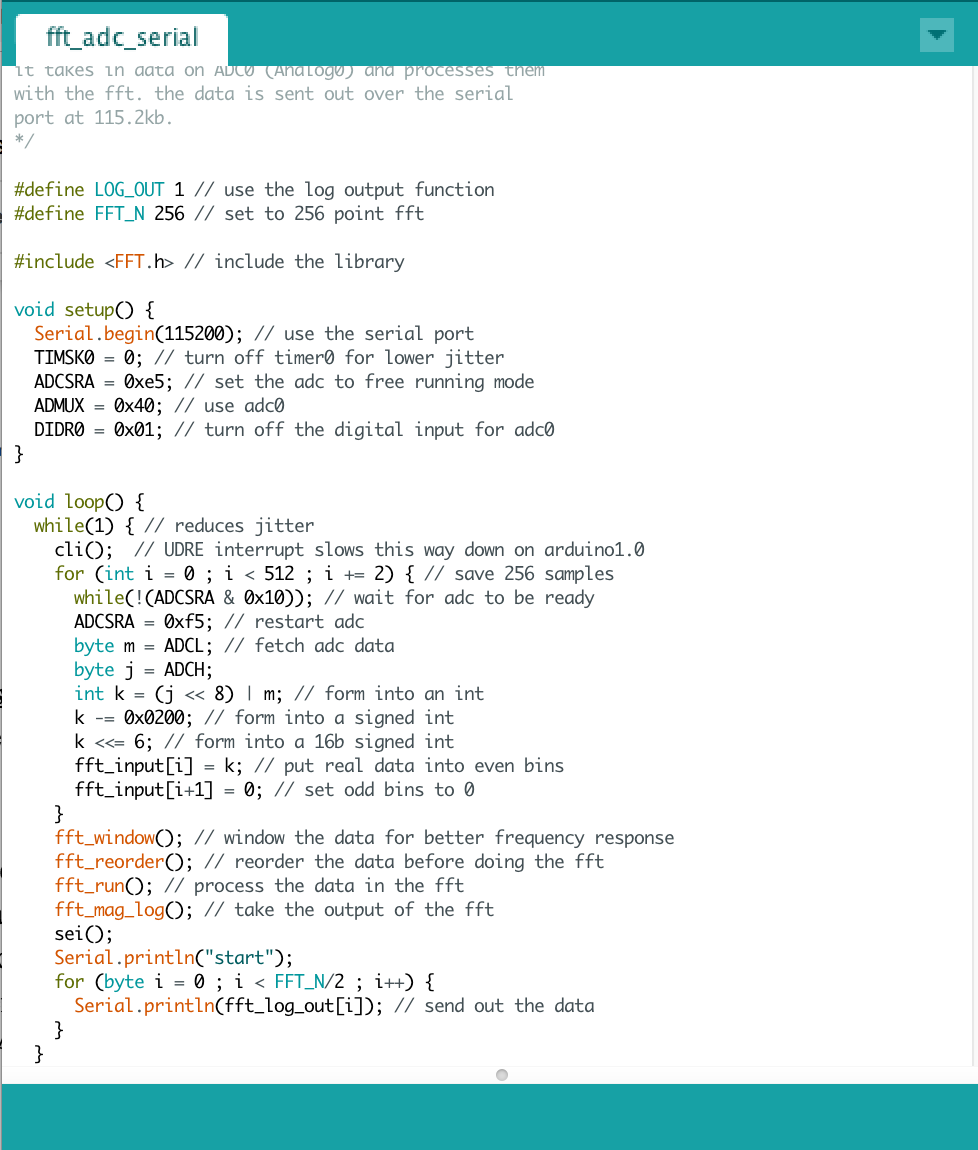 fft_adc_serial
it takes in data on ADC0 (Analog0) and processes them
with the fft. the data is sent out over the serial
port at 115.2kb.
*/
#define LOG_OUT 1 // use the log output function
#define FFT_N 256 // set to 256 point fft
#include <FFT.h> // include the library
void setup() {
  Serial.begin(115200); // use the serial port
  TIMSK0 = 0; // turn off timer0 for lower jitter
  ADCSRA = 0xe5; // set the adc to free running mode
  ADMUX = 0x40; // use adc0
  DIDR0 = 0x01; // turn off the digital input for adc0
}
void loop() {
  while(1) { // reduces jitter
    cli();  // UDRE interrupt slows this way down on arduino1.0
    for (int i = 0 ; i < 512 ; i += 2) { // save 256 samples
      while(!(ADCSRA & 0x10)); // wait for adc to be ready
      ADCSRA = 0xf5; // restart adc
      byte m = ADCL; // fetch adc data
      byte j = ADCH;
      int k = (j << 8) | m; // form into an int
      k -= 0x0200; // form into a signed int
      k <<= 6; // form into a 16b signed int
      fft_input[i] = k; // put real data into even bins
      fft_input[i+1] = 0; // set odd bins to 0
    }
    fft_window(); // window the data for better frequency response
    fft_reorder(); // reorder the data before doing the fft
    fft_run(); // process the data in the fft
    fft_mag_log(); // take the output of the fft
    sei();
    Serial.println("start");
    for (byte i = 0 ; i < FFT_N/2 ; i++) {
      Serial.println(fft_log_out[i]); // send out the data
    }
  }